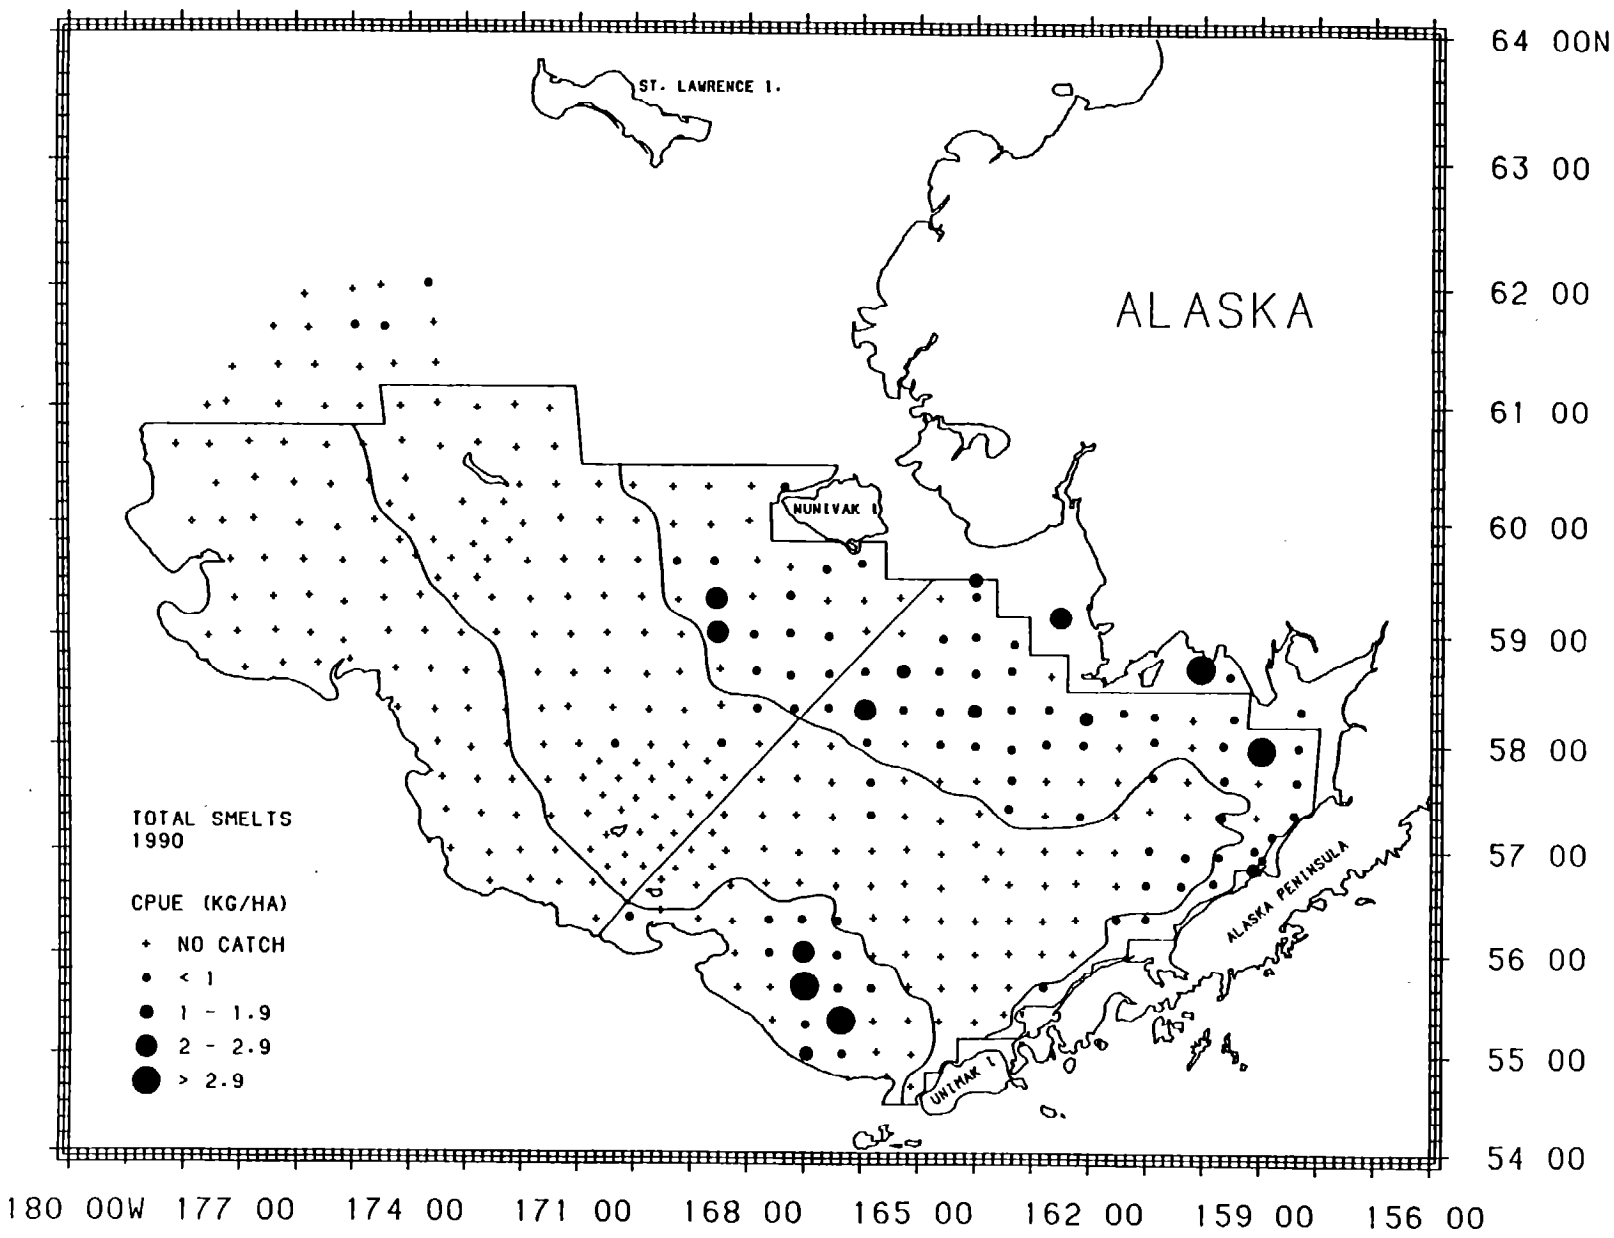 ST. LAWRENCE I.
ALASKA
NUNIVAK I
ALASKA PENINSULA
UNIMAK I
TOTAL SMELTS
1990
CPUE (KG/HA)
+ NO CATCH
< 1
1 - 1.9
2 - 2.9
> 2.9
64 00N
63 00
62 00
61 00
60 00
59 00
58 00
57 00
56 00
55 00
54 00
180 00W 177 00 174 00 171 00 168 00 165 00 162 00 159 00 156 00